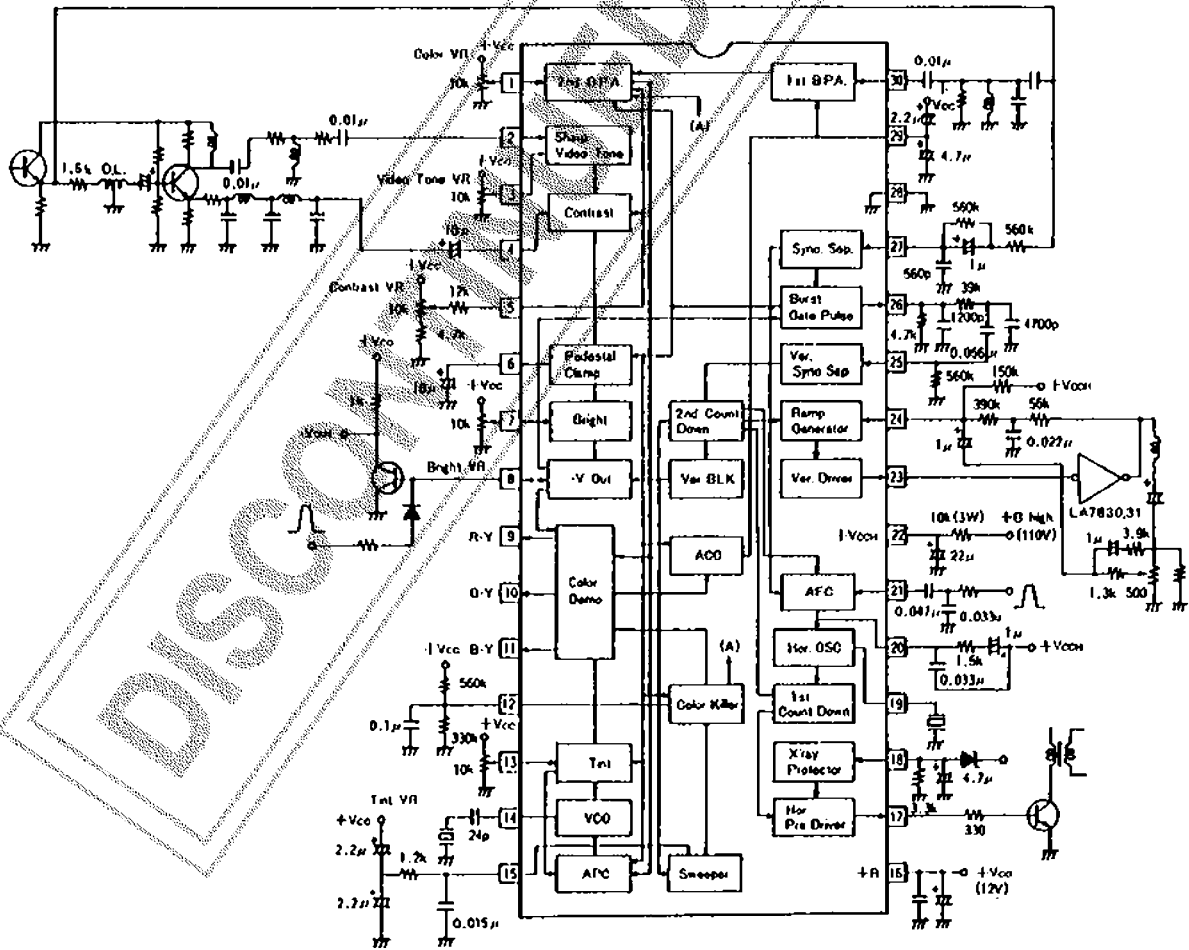 DISCONTINUED
Color VR
+Vcc
10k
1
2nd B.P.A.
1st B.P.A.
30
0.01μ
+Vcc
2.2μ
29
4.7μ
(A)
0.01μ
2
Sharp
Video Tone
1.5k
D.L.
0.01μ
+Vcc
Video Tone VR
10k
3
28
Contrast
10μ
4
560k
560k
Sync. Sep.
27
1μ
560p
+Vcc
Contrast VR
12k
10k
5
4.7k
Burst
Gate Pulse
26
39k
1200p
4700p
4.7k
0.056μ
+Vcc
6
Pedestal
Clamp
10μ
Ver.
Sync Sep
25
560k
150k
+VCCH
1k
+Vcc
10k
7
Bright
2nd Count
Down
Ramp
Generator
24
390k
56k
1μ
0.022μ
-Vout
Bright VR
8
-V Out
Ver BLK
Ver. Driver
23
LA7830,31
R-Y
9
+VCCH
22
10k (3W)
+B high
(110V)
22μ
1μ
3.9k
1.3k
500
ACC
Color
Demo
G-Y
10
AFC
21
0.047μ
0.033μ
B-Y
11
+Vcc
560k
(A)
Hor. OSC
20
1μ
1.5k
+VCCH
0.033μ
12
0.1μ
330k
Color Killer
1st
Count Down
19
+Vcc
10k
13
Tint
X'ray
Protector
18
4.7μ
Tint VR
24p
14
VCO
Hor
Pre Driver
17
330
+Vcc
2.2μ
1.2k
15
APC
Sweeper
+B
16
+Vcc
(12V)
2.2μ
0.015μ